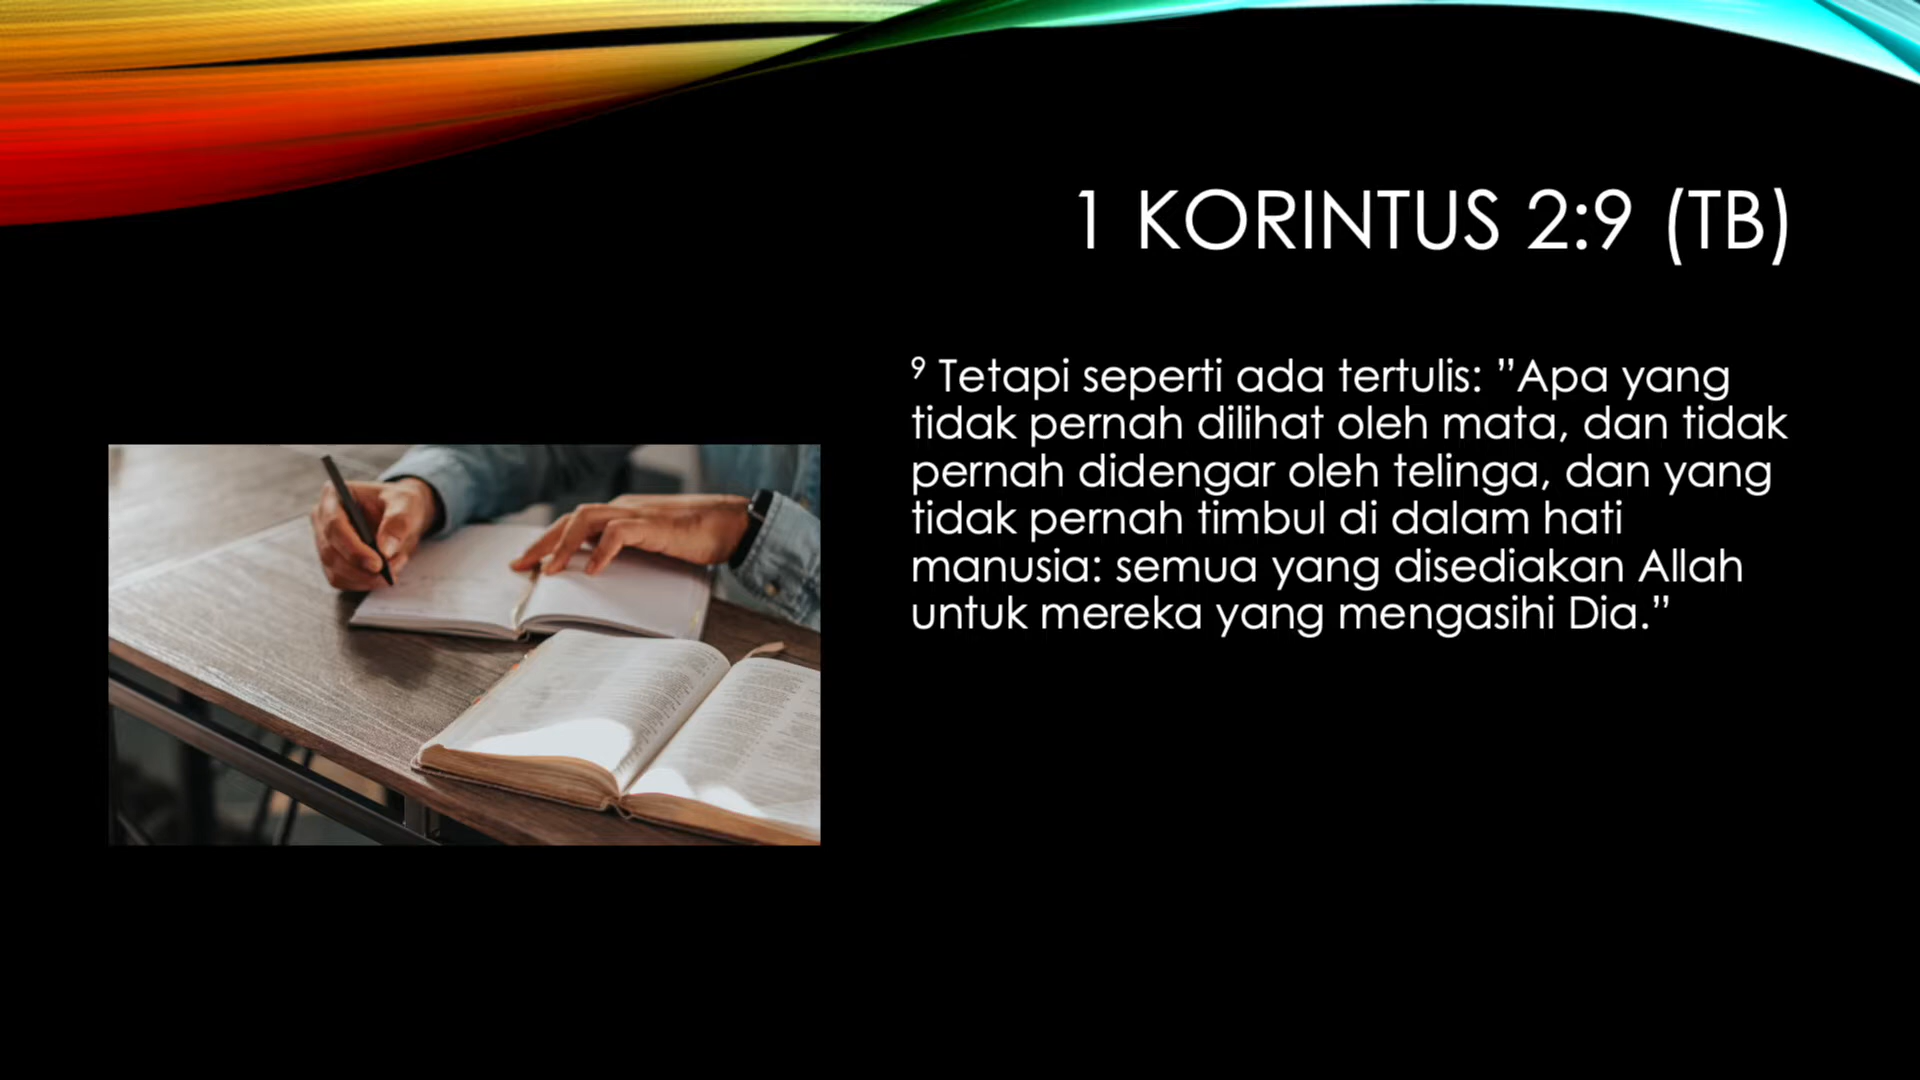 1 KORINTUS 2:9 (TB)
⁹ Tetapi seperti ada tertulis: ”Apa yang
tidak pernah dilihat oleh mata, dan tidak
pernah didengar oleh telinga, dan yang
tidak pernah timbul di dalam hati
manusia: semua yang disediakan Allah
untuk mereka yang mengasihi Dia.”